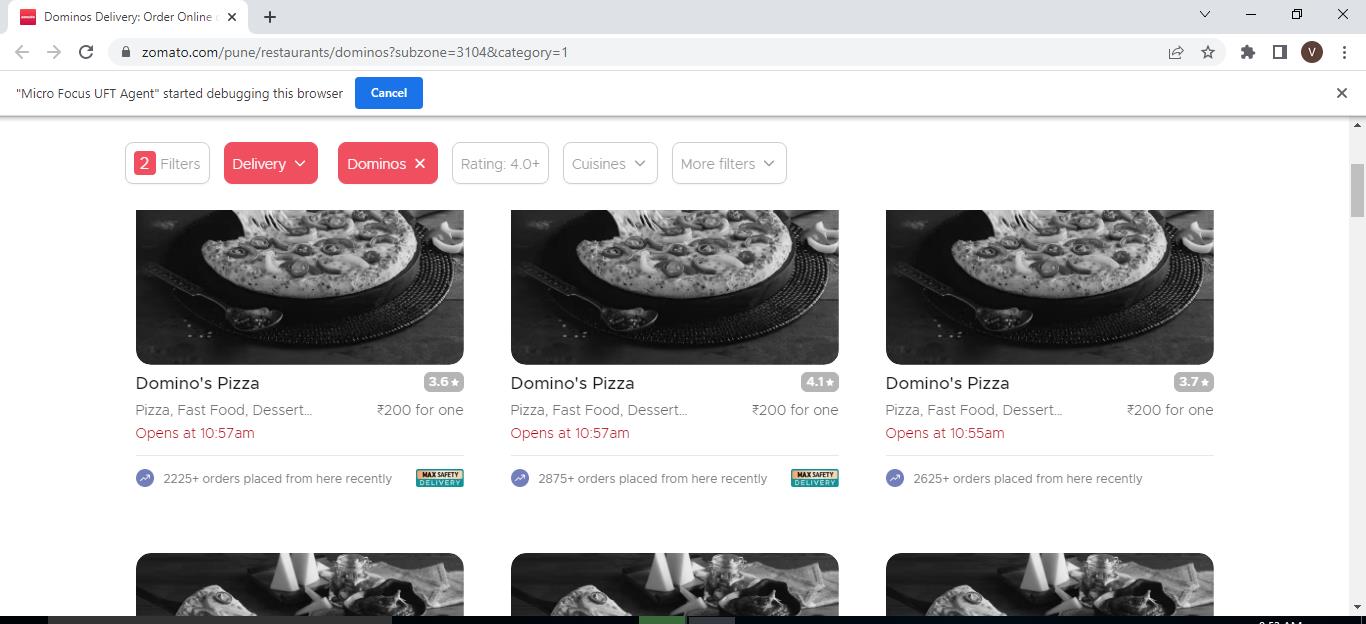 Dominos Delivery: Order Online
zomato.com/pune/restaurants/dominos?subzone=3104&category=1
V
"Micro Focus UFT Agent" started debugging this browser
Cancel
2 Filters
Delivery
Dominos
Rating: 4.0+
Cuisines
More filters
Domino's Pizza 3.6
Pizza, Fast Food, Dessert... ₹200 for one
Opens at 10:57am
2225+ orders placed from here recently
MAX SAFETY
DELIVERY
Domino's Pizza 4.1
Pizza, Fast Food, Dessert... ₹200 for one
Opens at 10:57am
2875+ orders placed from here recently
MAX SAFETY
DELIVERY
Domino's Pizza 3.7
Pizza, Fast Food, Dessert... ₹200 for one
Opens at 10:55am
2625+ orders placed from here recently